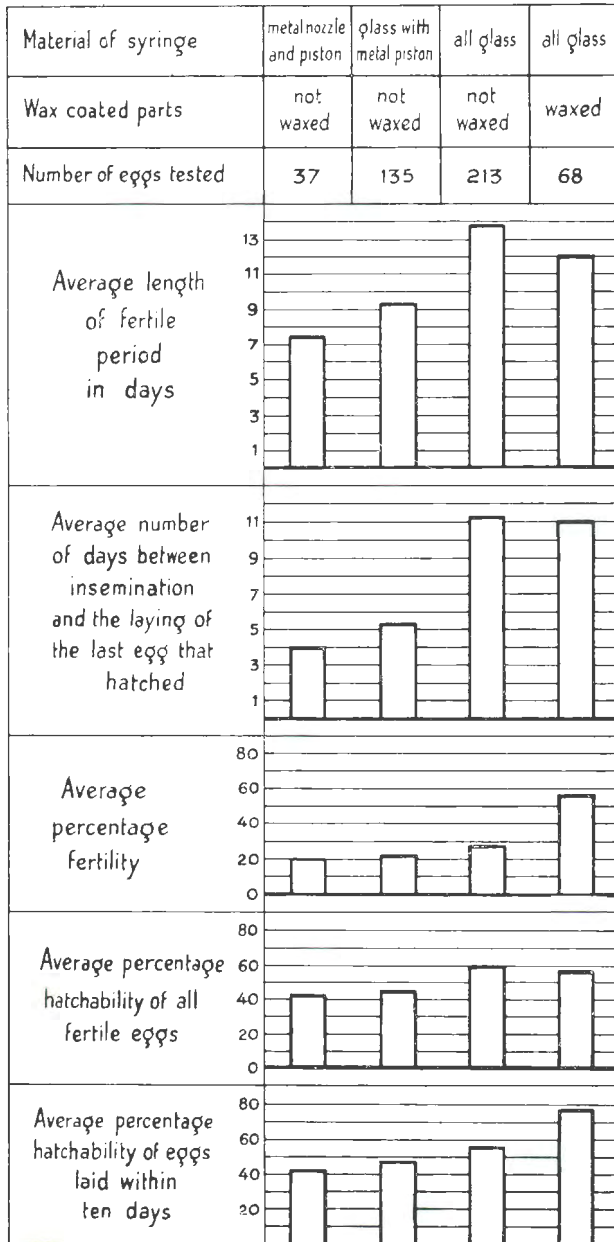 Material of syringe
metal nozzle
and piston
glass with
metal piston
all glass
all glass
Wax coated parts
not
waxed
not
waxed
not
waxed
waxed
Number of eggs tested
37
135
213
68
Average length
of fertile
period
in days
13
11
9
7
5
3
1
Average number
of days between
insemination
and the laying of
the last egg that
hatched
11
9
7
5
3
1
Average
percentage
fertility
80
60
40
20
0
Average percentage
hatchability of all
fertile eggs
80
60
40
20
0
Average percentage
hatchability of eggs
laid within
ten days
80
60
40
20